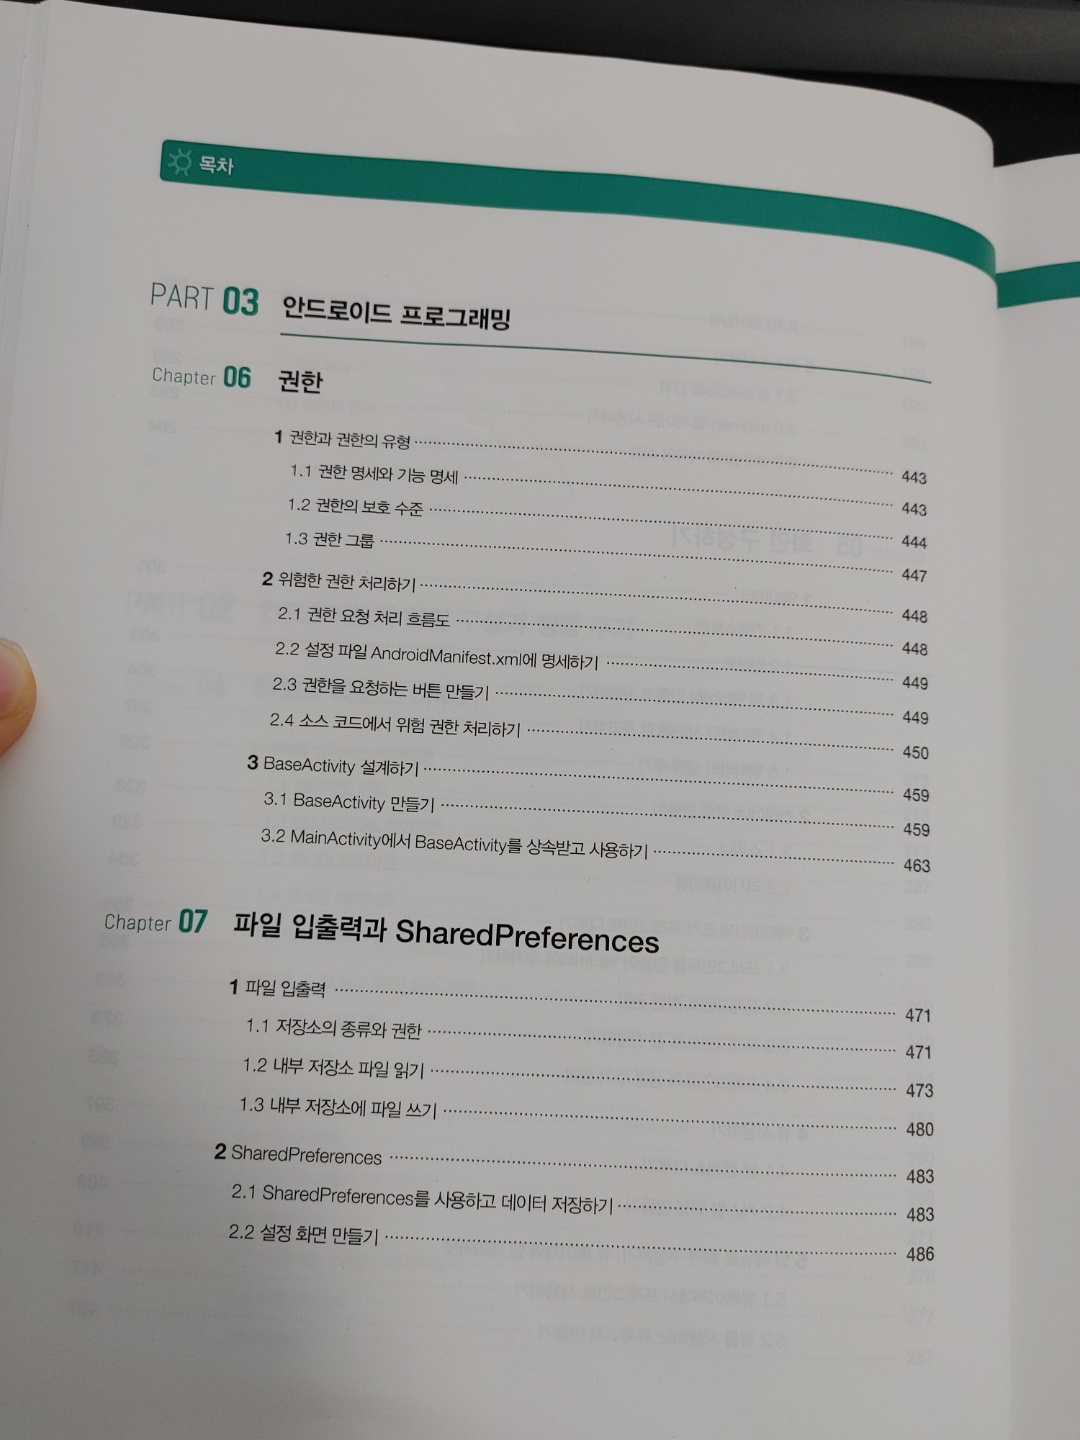 목차
PART 03 안드로이드 프로그래밍
Chapter 06 권한
1 권한과 권한의 유형 443
1.1 권한 명세와 기능 명세 443
1.2 권한의 보호 수준 444
1.3 권한 그룹 447
2 위험한 권한 처리하기 448
2.1 권한 요청 처리 흐름도 448
2.2 설정 파일 AndroidManifest.xml에 명세하기 449
2.3 권한을 요청하는 버튼 만들기 449
2.4 소스 코드에서 위험 권한 처리하기 450
3 BaseActivity 설계하기 459
3.1 BaseActivity 만들기 459
3.2 MainActivity에서 BaseActivity를 상속받고 사용하기 463
Chapter 07 파일 입출력과 SharedPreferences
1 파일 입출력 471
1.1 저장소의 종류와 권한 471
1.2 내부 저장소 파일 읽기 473
1.3 내부 저장소에 파일 쓰기 480
2 SharedPreferences 483
2.1 SharedPreferences를 사용하고 데이터 저장하기 483
2.2 설정 화면 만들기 486